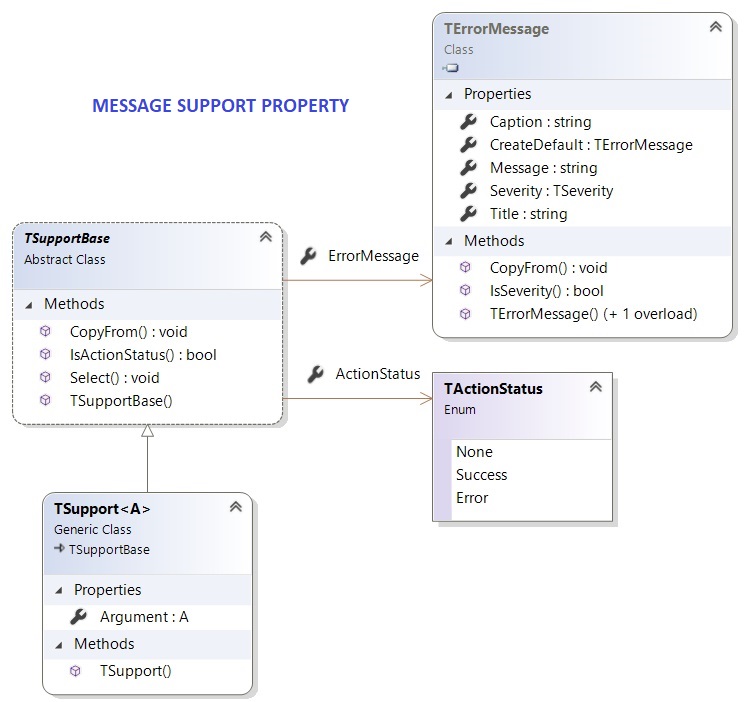 MESSAGE SUPPORT PROPERTY
TErrorMessage
Class
Properties
Caption : string
CreateDefault : TErrorMessage
Message : string
Severity : TSeverity
Title : string
Methods
CopyFrom() : void
IsSeverity() : bool
TErrorMessage() (+ 1 overload)
TSupportBase
Abstract Class
Methods
CopyFrom() : void
IsActionStatus() : bool
Select() : void
TSupportBase()
ErrorMessage
ActionStatus
TActionStatus
Enum
None
Success
Error
TSupport<A>
Generic Class
TSupportBase
Properties
Argument : A
Methods
TSupport()